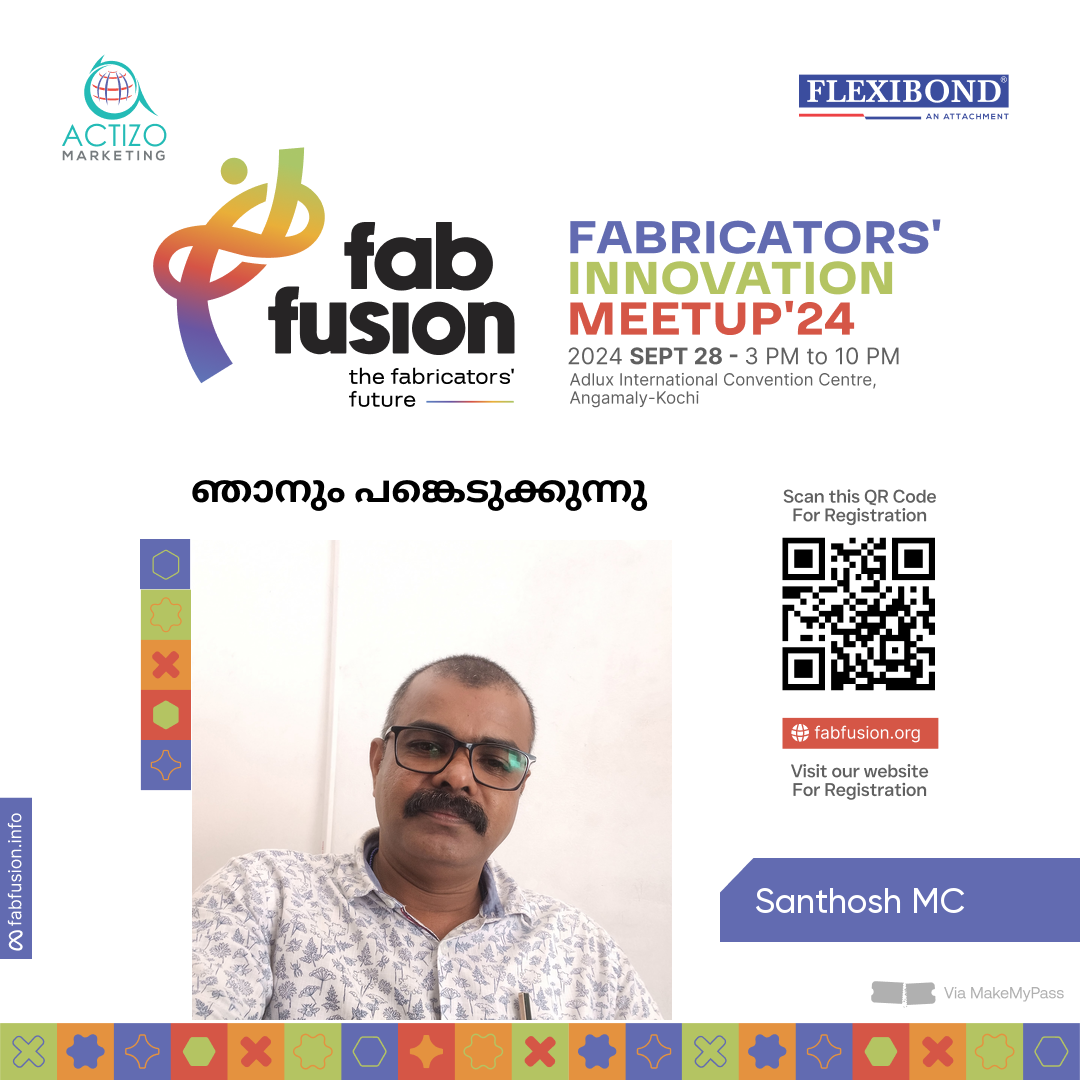 ACTIZO
MARKETING
FLEXIBOND®
AN ATTACHMENT
fab
fusion
the fabricators'
future
FABRICATORS'
INNOVATION
MEETUP'24
2024 SEPT 28 - 3 PM to 10 PM
Adlux International Convention Centre,
Angamaly-Kochi
ഞാനും പങ്കെടുക്കുന്നു
Scan this QR Code
For Registration
fabfusion.org
Visit our website
For Registration
fabfusion.info
Santhosh MC
Via MakeMyPass